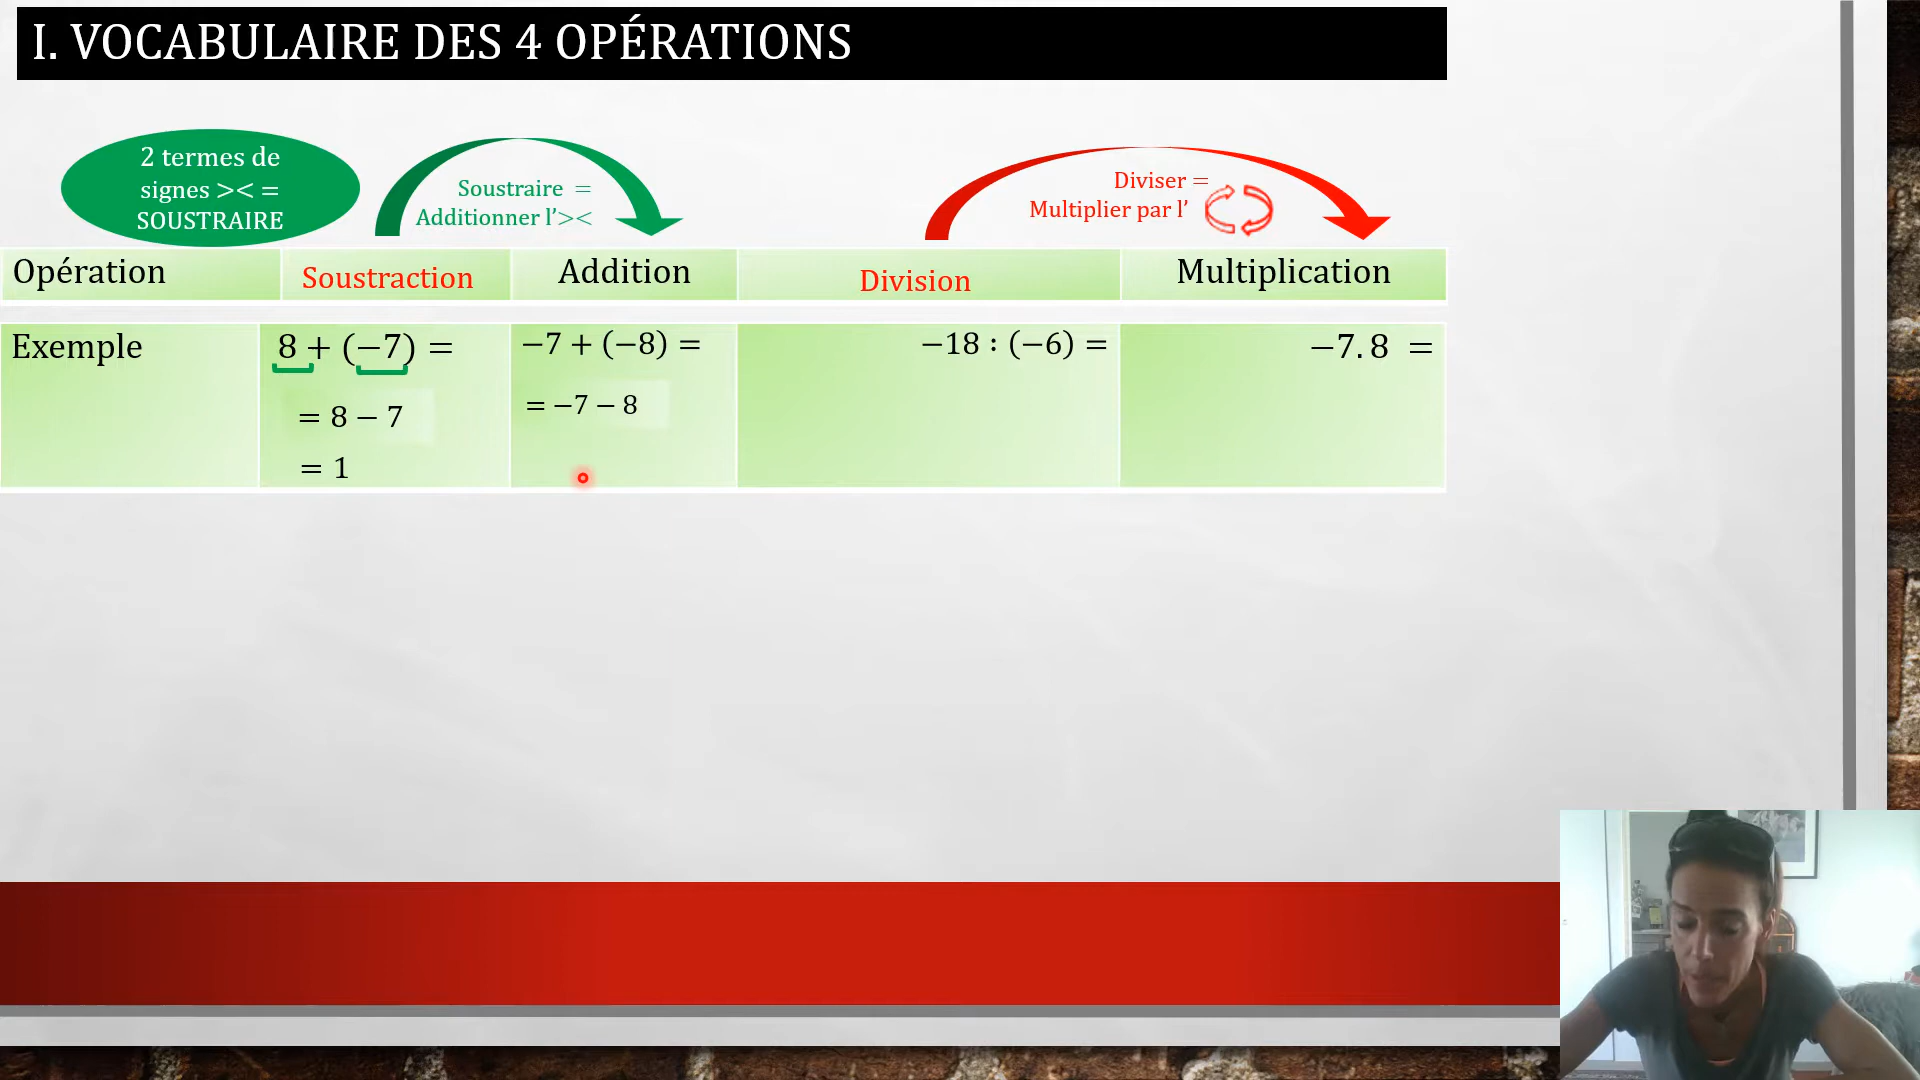 I. VOCABULAIRE DES 4 OPÉRATIONS
2 termes de
signes >< =
SOUSTRAIRE
Soustraire =
Additionner l’><
Diviser =
Multiplier par l’
Opération
Soustraction
Addition
Division
Multiplication
Exemple
8 + (−7) =
= 8 − 7
= 1
−7 + (−8) =
= −7 − 8
−18 : (−6) =
−7. 8 =